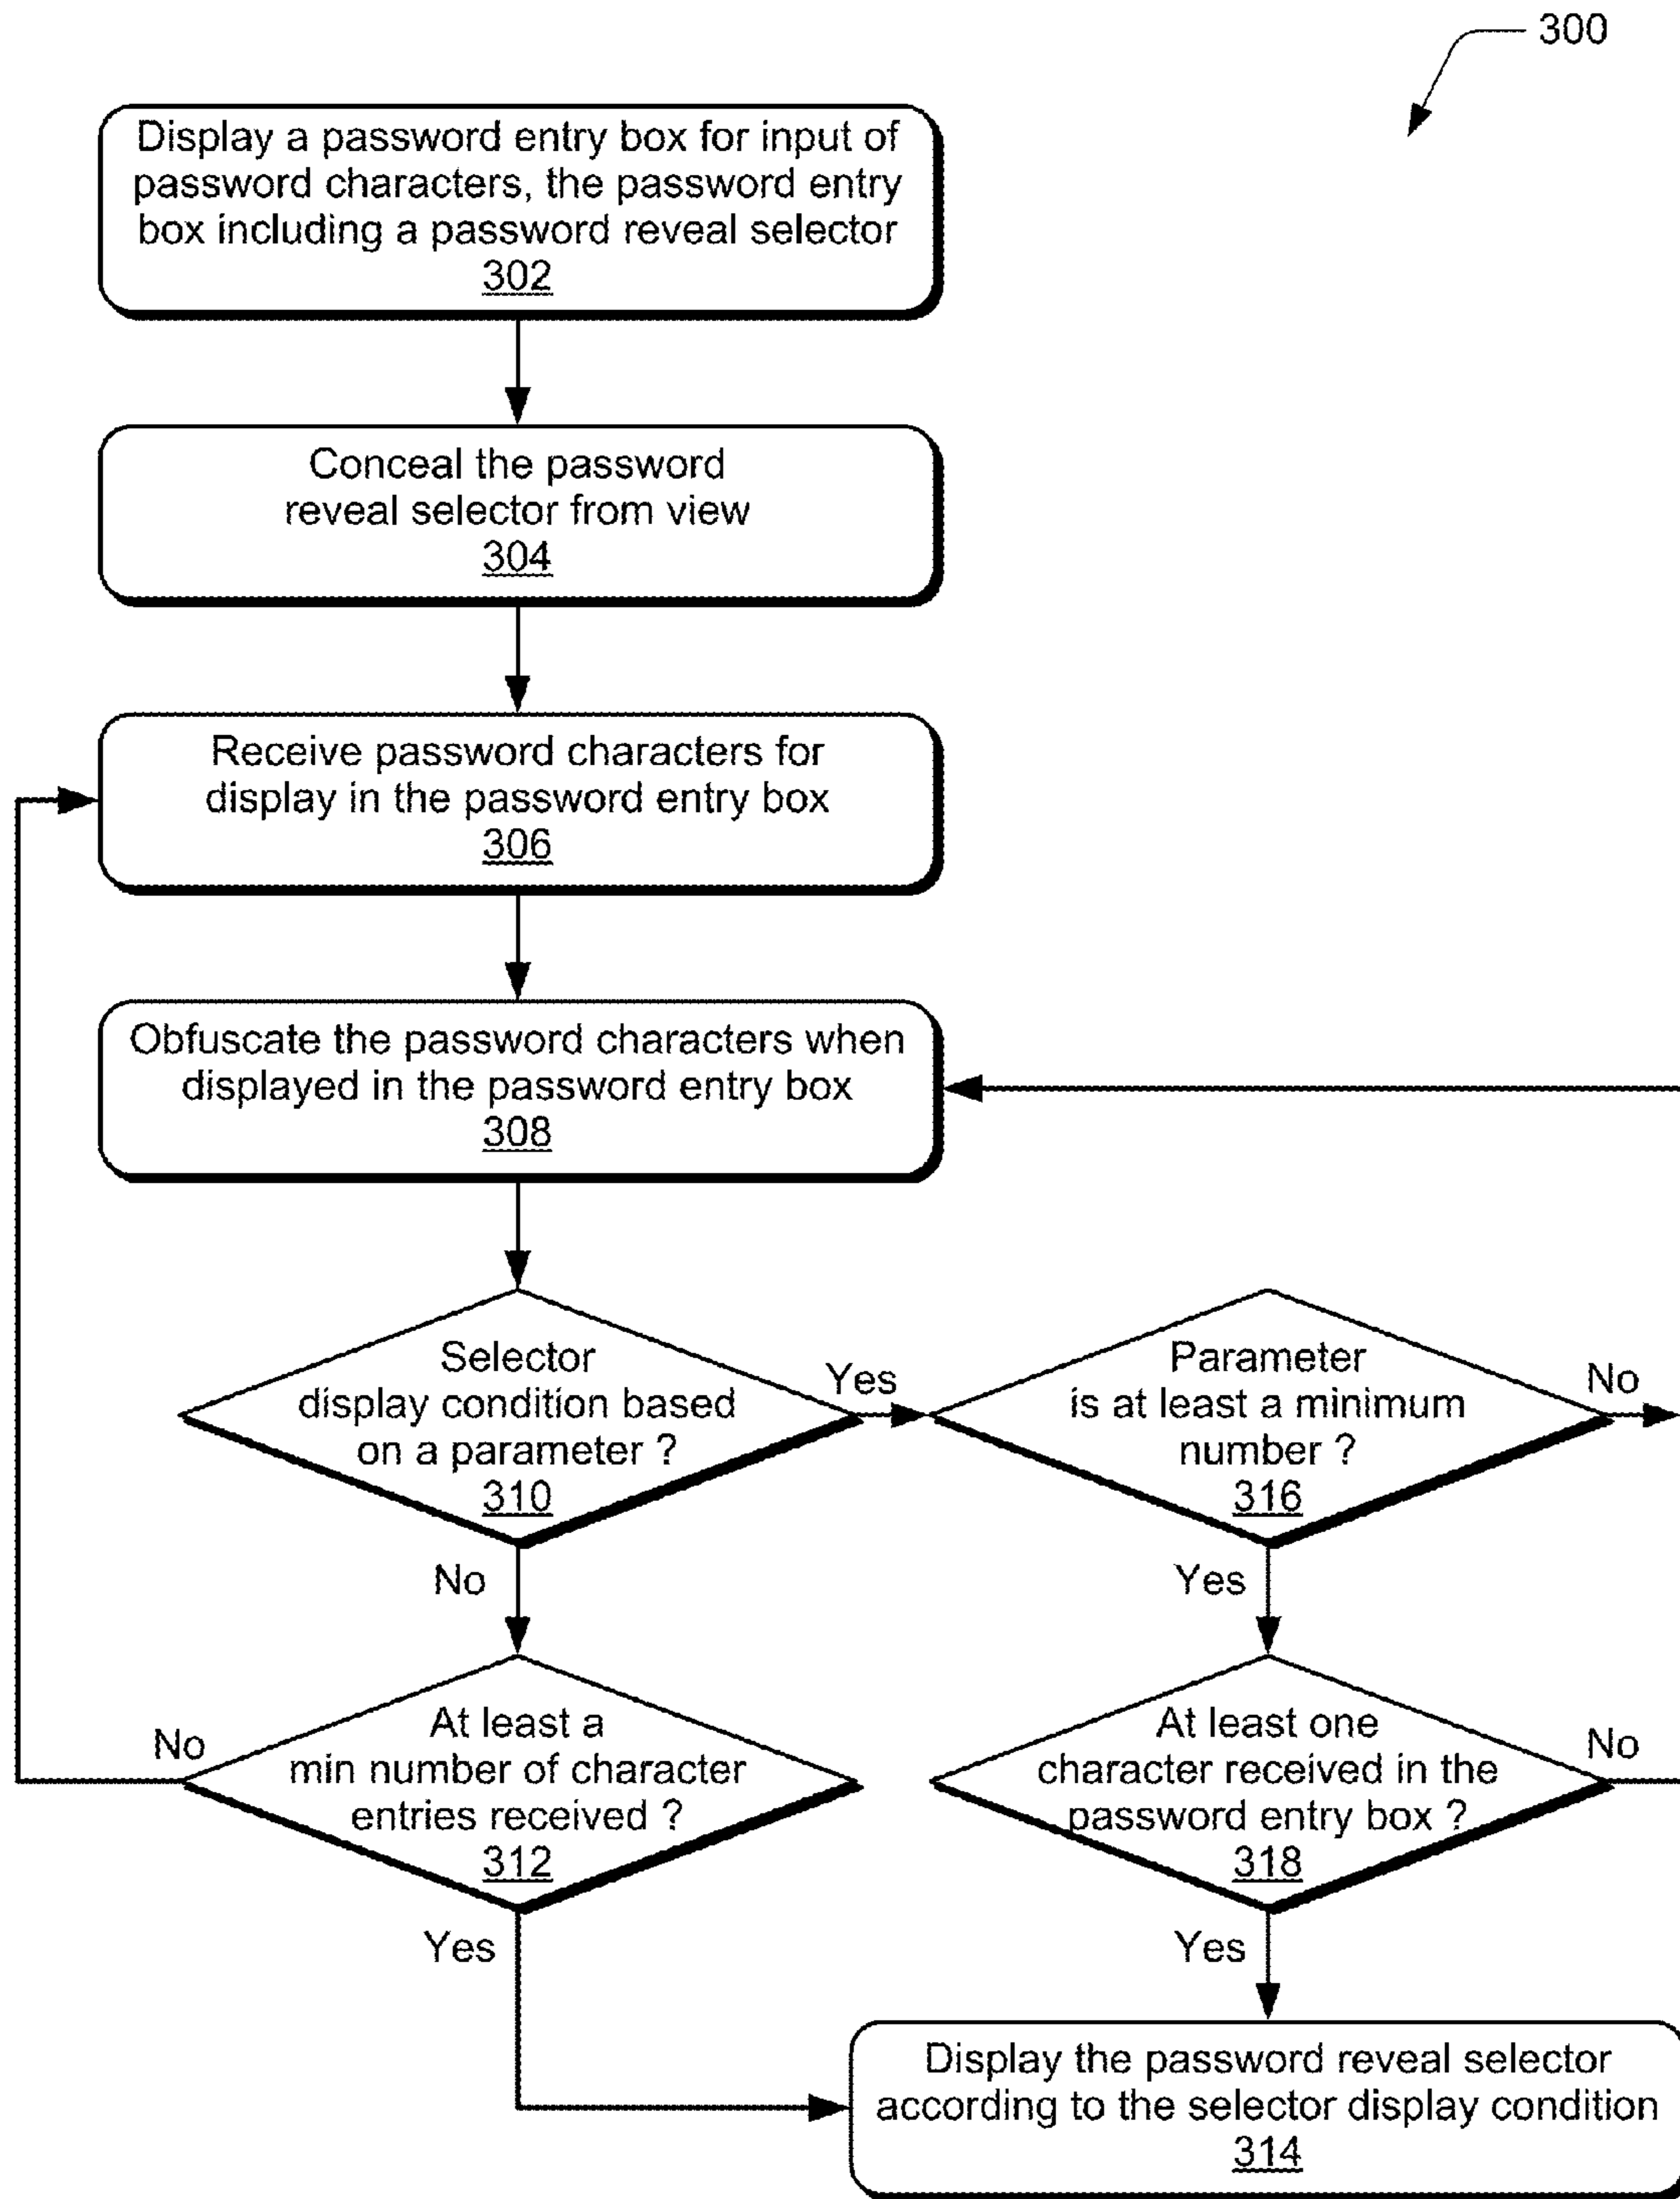 300
Display a password entry box for input of
password characters, the password entry
box including a password reveal selector
302
Conceal the password
reveal selector from view
304
Receive password characters for
display in the password entry box
306
Obfuscate the password characters when
displayed in the password entry box
308
Selector
display condition based
on a parameter ?
310
Yes
Parameter
is at least a minimum
number ?
316
No
No
Yes
At least a
min number of character
entries received ?
312
No
At least one
character received in the
password entry box ?
318
No
Yes
Yes
Display the password reveal selector
according to the selector display condition
314